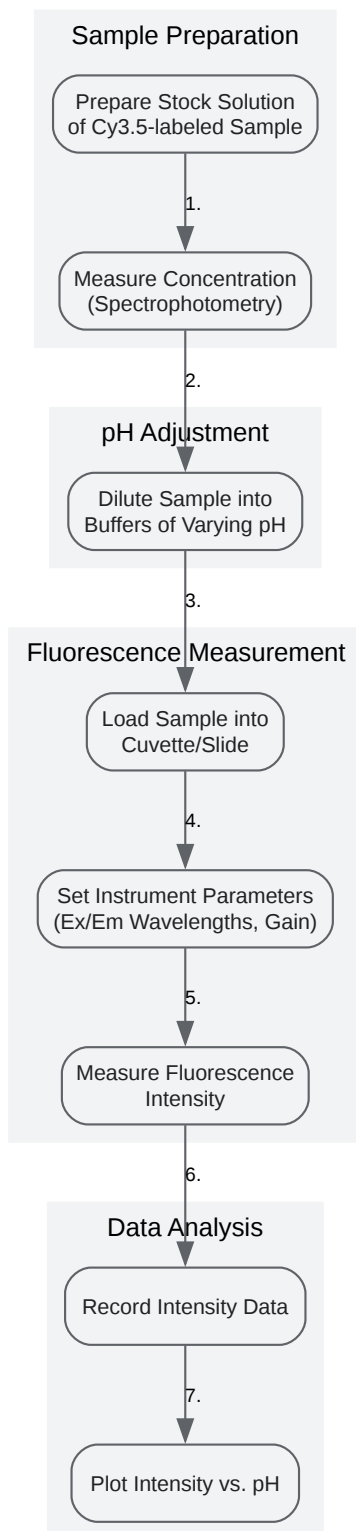 Sample Preparation
Prepare Stock Solution
of Cy3.5-labeled Sample
1.
Measure Concentration
(Spectrophotometry)
2.
pH Adjustment
Dilute Sample into
Buffers of Varying pH
3.
Fluorescence Measurement
Load Sample into
Cuvette/Slide
4.
Set Instrument Parameters
(Ex/Em Wavelengths, Gain)
5.
Measure Fluorescence
Intensity
6.
Data Analysis
Record Intensity Data
7.
Plot Intensity vs. pH